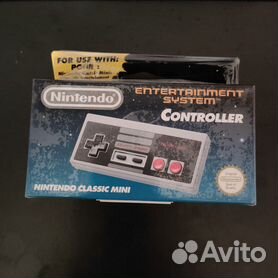 FOR USE WITH:
Nintendo
ENTERTAINMENT
SYSTEM
CONTROLLER
NINTENDO CLASSIC MINI
Avito